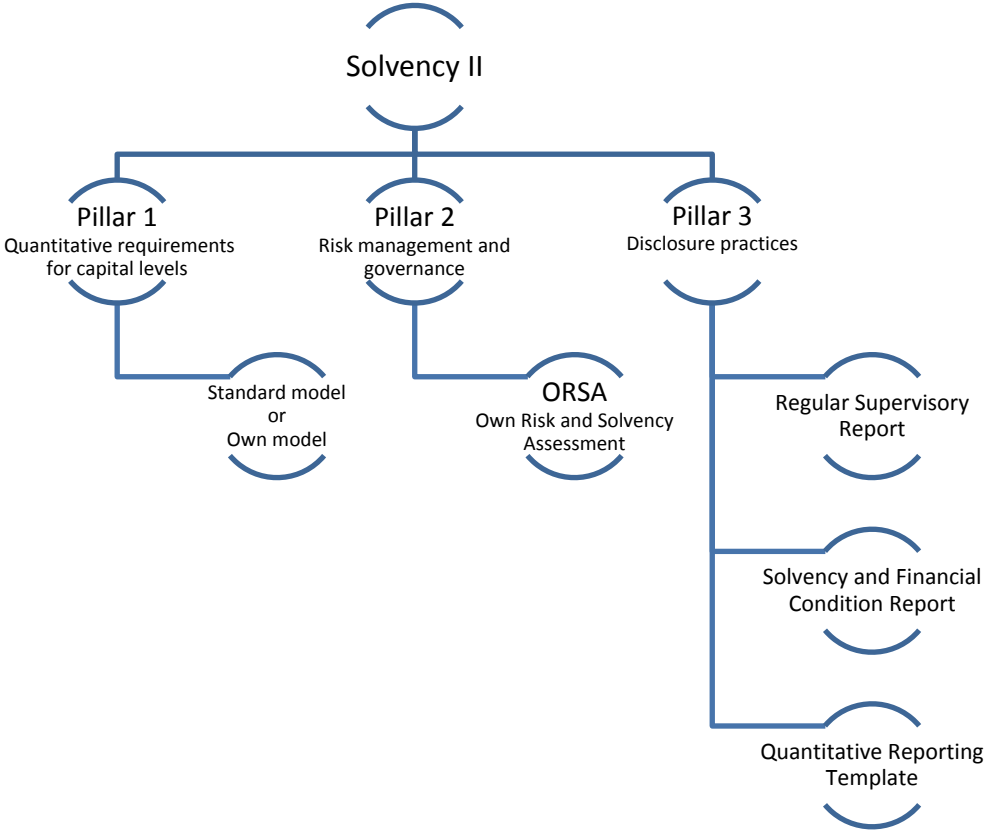 Solvency II
Pillar 1
Quantitative requirements
for capital levels
Pillar 2
Risk management and
governance
Pillar 3
Disclosure practices
Standard model
or
Own model
ORSA
Own Risk and Solvency
Assessment
Regular Supervisory
Report
Solvency and Financial
Condition Report
Quantitative Reporting
Template